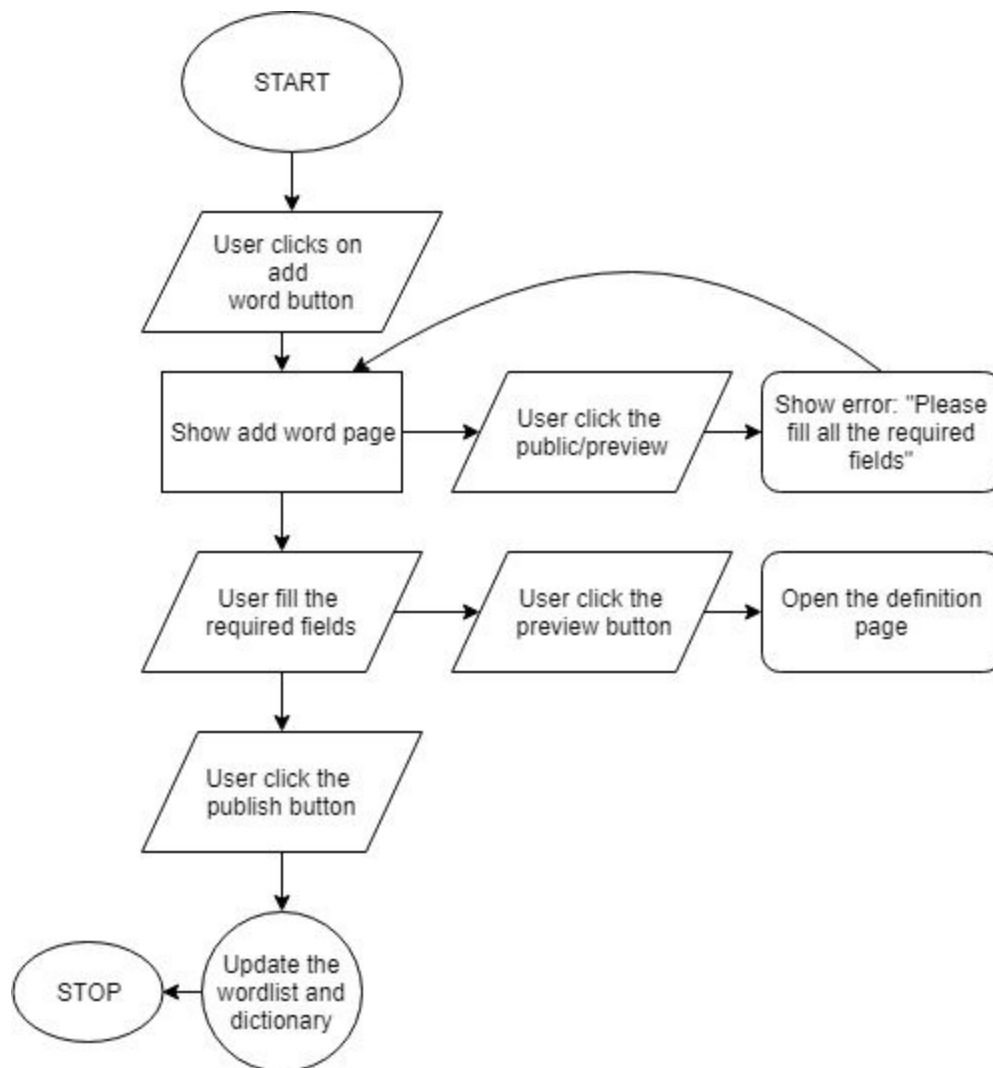 START
User clicks on
add
word button
Show add word page
User click the
public/preview
Show error: "Please
fill all the required
fields"
User fill the
required fields
User click the
preview button
Open the definition
page
User click the
publish button
Update the
wordlist and
dictionary
STOP